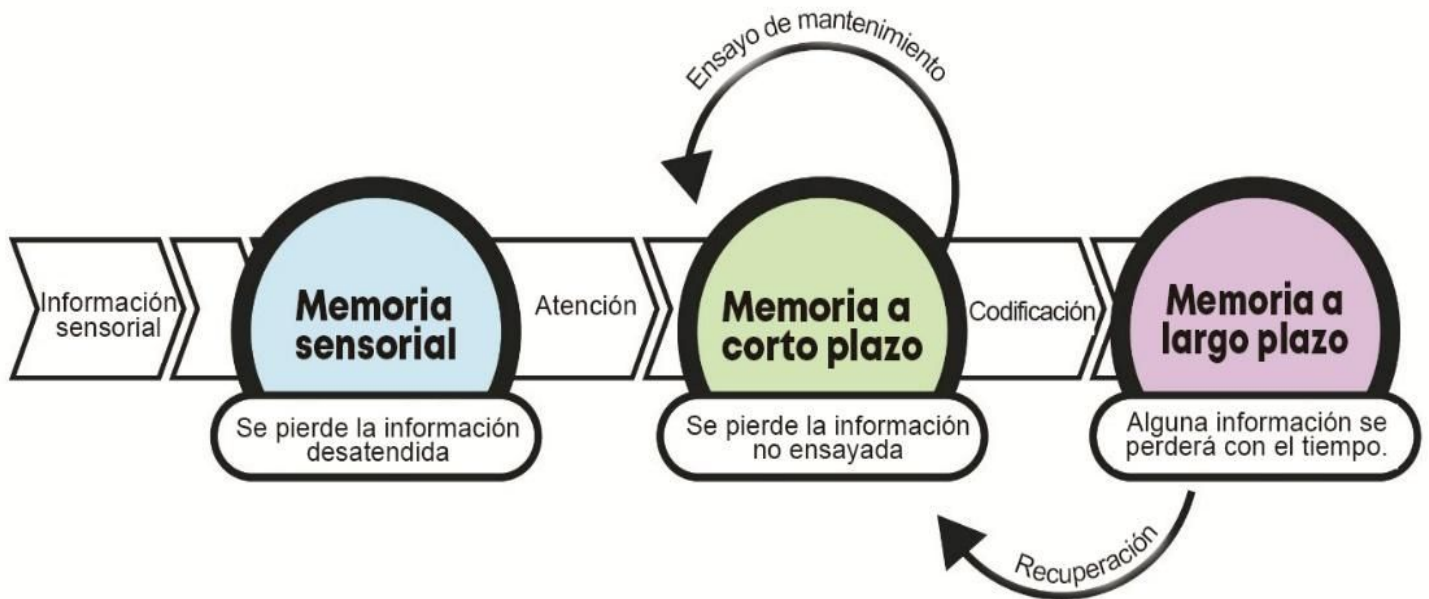 Ensayo de mantenimiento
Información
sensorial
Memoria
sensorial
Se pierde la información
desatendida
Atención
Memoria a
corto plazo
Se pierde la información
no ensayada
Codificación
Memoria a
largo plazo
Alguna información se
perderá con el tiempo.
Recuperación